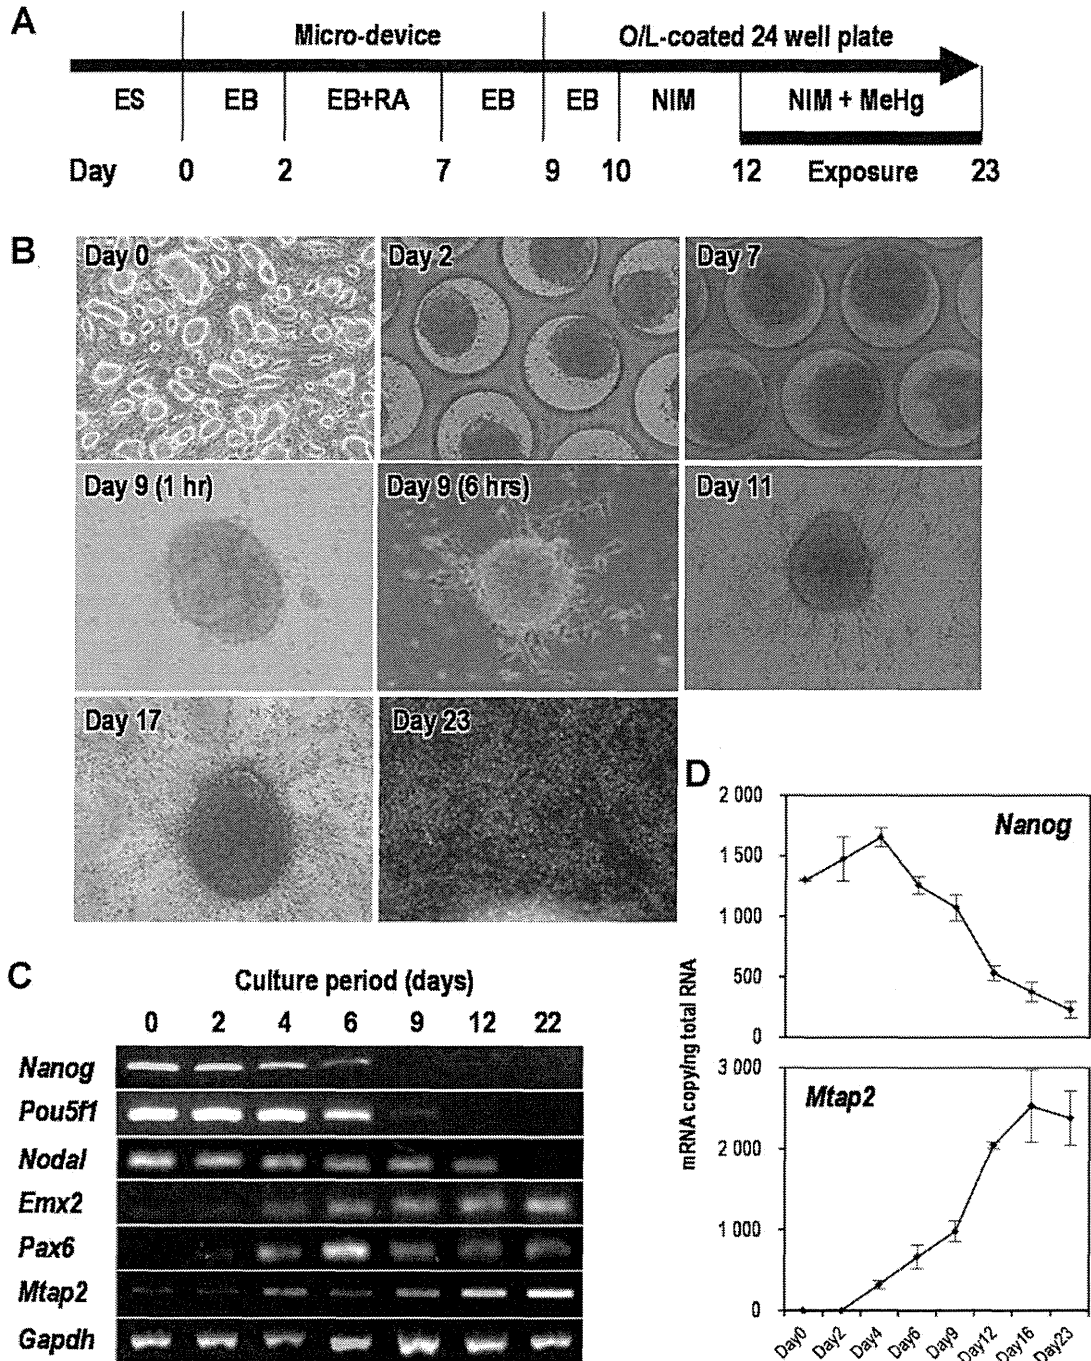 A
Micro-device O/L-coated 24 well plate
ES EB EB+RA EB EB NIM NIM + MeHg
Day 0 2 7 9 10 12 Exposure 23
B
Day 0 Day 2 Day 7
Day 9 (1 hr) Day 9 (6 hrs) Day 11
Day 17 Day 23
C
Culture period (days)
0 2 4 6 9 12 22
Nanog
Pou5f1
Nodal
Emx2
Pax6
Mtap2
Gapdh
D
mRNA copy/ng total RNA
2 000
1 500
1 000
500
0
Nanog
3 000
2 000
1 000
0
Mtap2
Day0 Day2 Day4 Day6 Day9 Day12 Day16 Day23